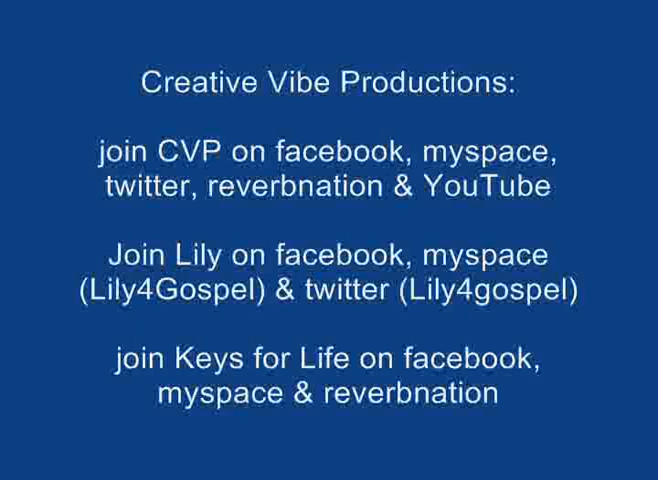 Creative Vibe Productions:
join CVP on facebook, myspace,
twitter, reverbnation & YouTube
Join Lily on facebook, myspace
(Lily4Gospel) & twitter (Lily4gospel)
join Keys for Life on facebook,
myspace & reverbnation